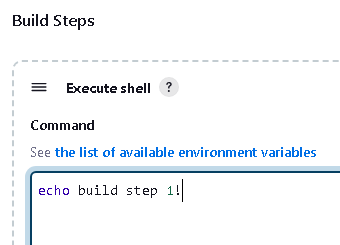 Build Steps
Execute shell ?
Command
See the list of available environment variables
echo build step 1!